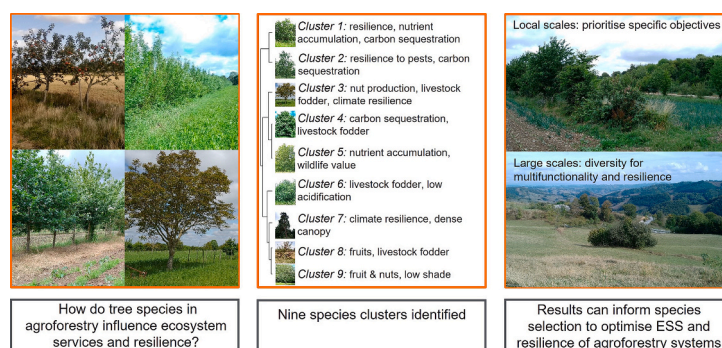 Cluster 1: resilience, nutrient
accumulation, carbon sequestration
Cluster 2: resilience to pests, carbon
sequestration
Cluster 3: nut production, livestock
fodder, climate resilience
Cluster 4: carbon sequestration,
livestock fodder
Cluster 5: nutrient accumulation,
wildlife value
Cluster 6: livestock fodder, low
acidification
Cluster 7: climate resilience, dense
canopy
Cluster 8: fruits, livestock fodder
Cluster 9: fruit & nuts, low shade
Local scales: prioritise specific objectives
Large scales: diversity for
multifunctionality and resilience
How do tree species in
agroforestry influence ecosystem
services and resilience?
Nine species clusters identified
Results can inform species
selection to optimise ESS and
resilience of agroforestry systems